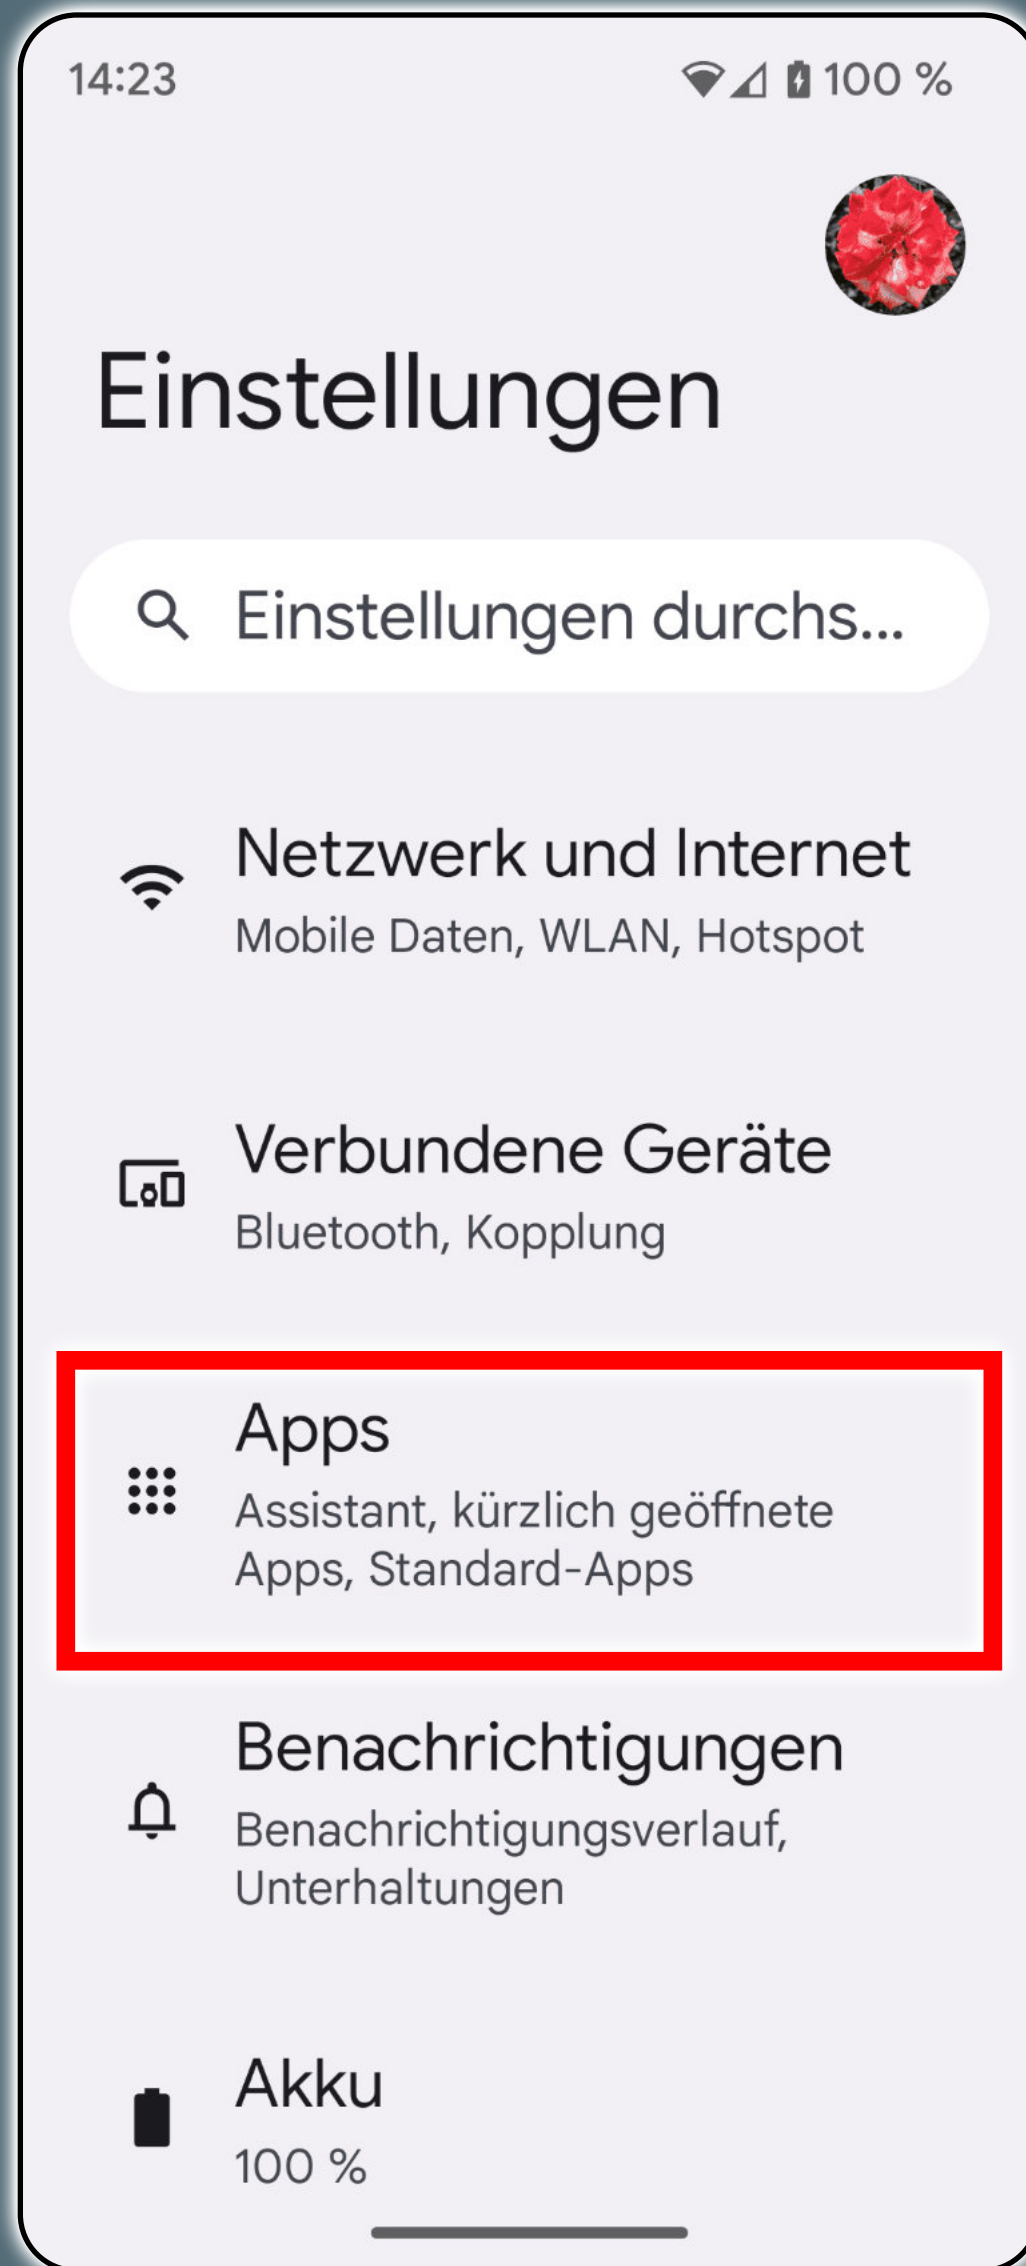 14:23
100 %
Einstellungen
Einstellungen durchs...
Netzwerk und Internet
Mobile Daten, WLAN, Hotspot
Verbundene Geräte
Bluetooth, Kopplung
Apps
Assistant, kürzlich geöffnete
Apps, Standard-Apps
Benachrichtigungen
Benachrichtigungsverlauf,
Unterhaltungen
Akku
100 %